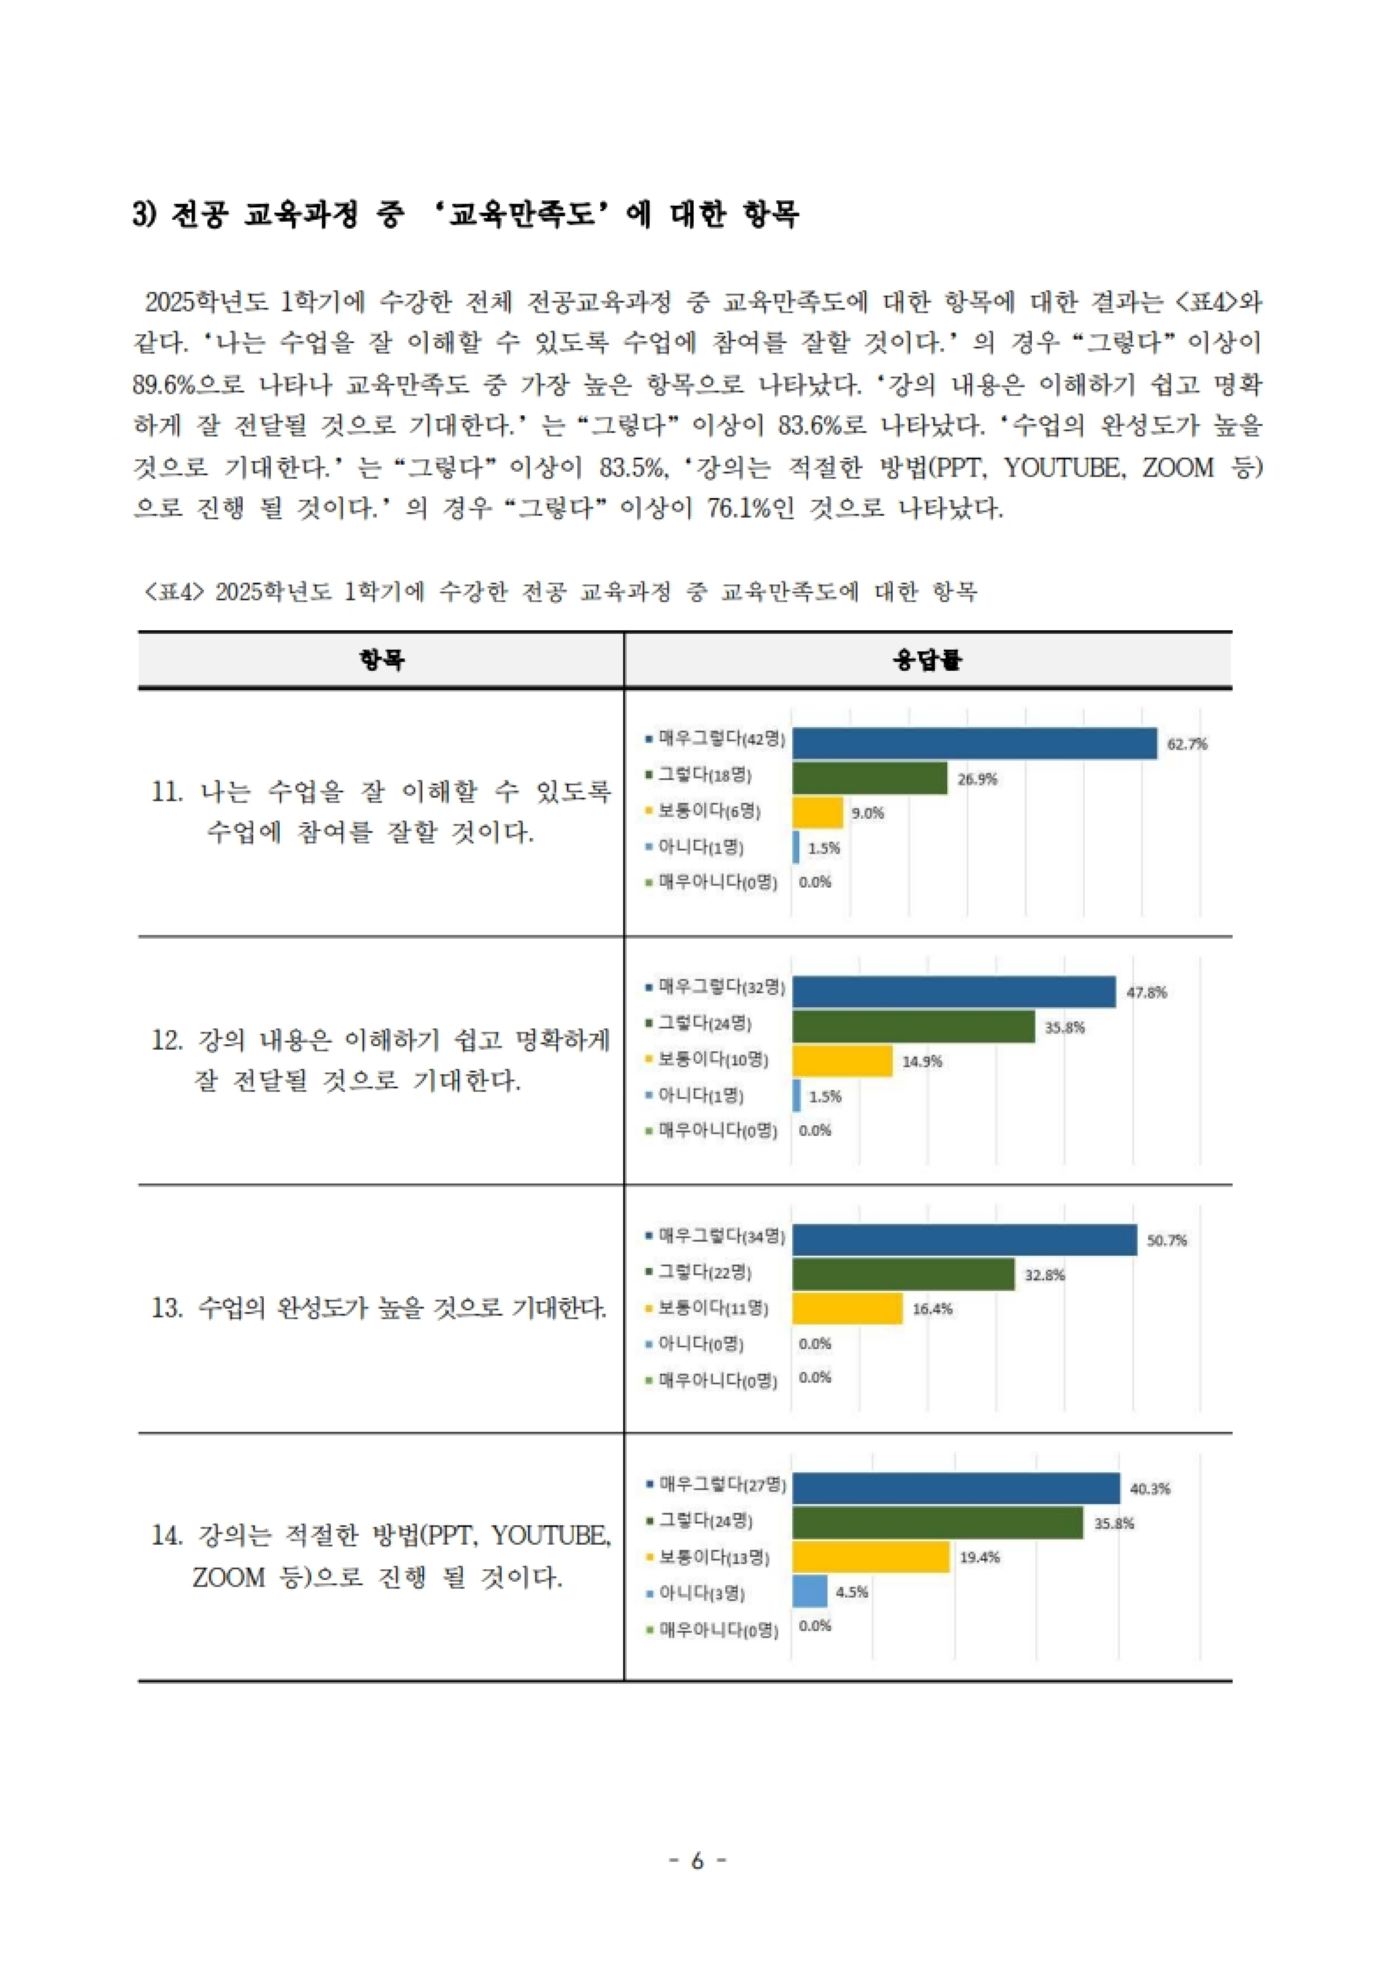 3) 전공 교육과정 중 ‘교육만족도’에 대한 항목
2025학년도 1학기에 수강한 전체 전공교육과정 중 교육만족도에 대한 항목에 대한 결과는 <표4>와
같다. ‘나는 수업을 잘 이해할 수 있도록 수업에 참여를 잘할 것이다.’의 경우 “그렇다” 이상이
89.6%으로 나타나 교육만족도 중 가장 높은 항목으로 나타났다. ‘강의 내용은 이해하기 쉽고 명확
하게 잘 전달될 것으로 기대한다.’는 “그렇다” 이상이 83.6%로 나타났다. ‘수업의 완성도가 높을
것으로 기대한다.’는 “그렇다” 이상이 83.5%, ‘강의는 적절한 방법(PPT, YOUTUBE, ZOOM 등)
으로 진행 될 것이다.’의 경우 “그렇다” 이상이 76.1%인 것으로 나타났다.
<표4> 2025학년도 1학기에 수강한 전공 교육과정 중 교육만족도에 대한 항목
항목 응답률
11. 나는 수업을 잘 이해할 수 있도록
수업에 참여를 잘할 것이다.
매우그렇다(42명) 62.7%
그렇다(18명) 26.9%
보통이다(6명) 9.0%
아니다(1명) 1.5%
매우아니다(0명) 0.0%
12. 강의 내용은 이해하기 쉽고 명확하게
잘 전달될 것으로 기대한다.
매우그렇다(32명) 47.8%
그렇다(24명) 35.8%
보통이다(10명) 14.9%
아니다(1명) 1.5%
매우아니다(0명) 0.0%
13. 수업의 완성도가 높을 것으로 기대한다.
매우그렇다(34명) 50.7%
그렇다(22명) 32.8%
보통이다(11명) 16.4%
아니다(0명) 0.0%
매우아니다(0명) 0.0%
14. 강의는 적절한 방법(PPT, YOUTUBE,
ZOOM 등)으로 진행 될 것이다.
매우그렇다(27명) 40.3%
그렇다(24명) 35.8%
보통이다(13명) 19.4%
아니다(3명) 4.5%
매우아니다(0명) 0.0%
- 6 -